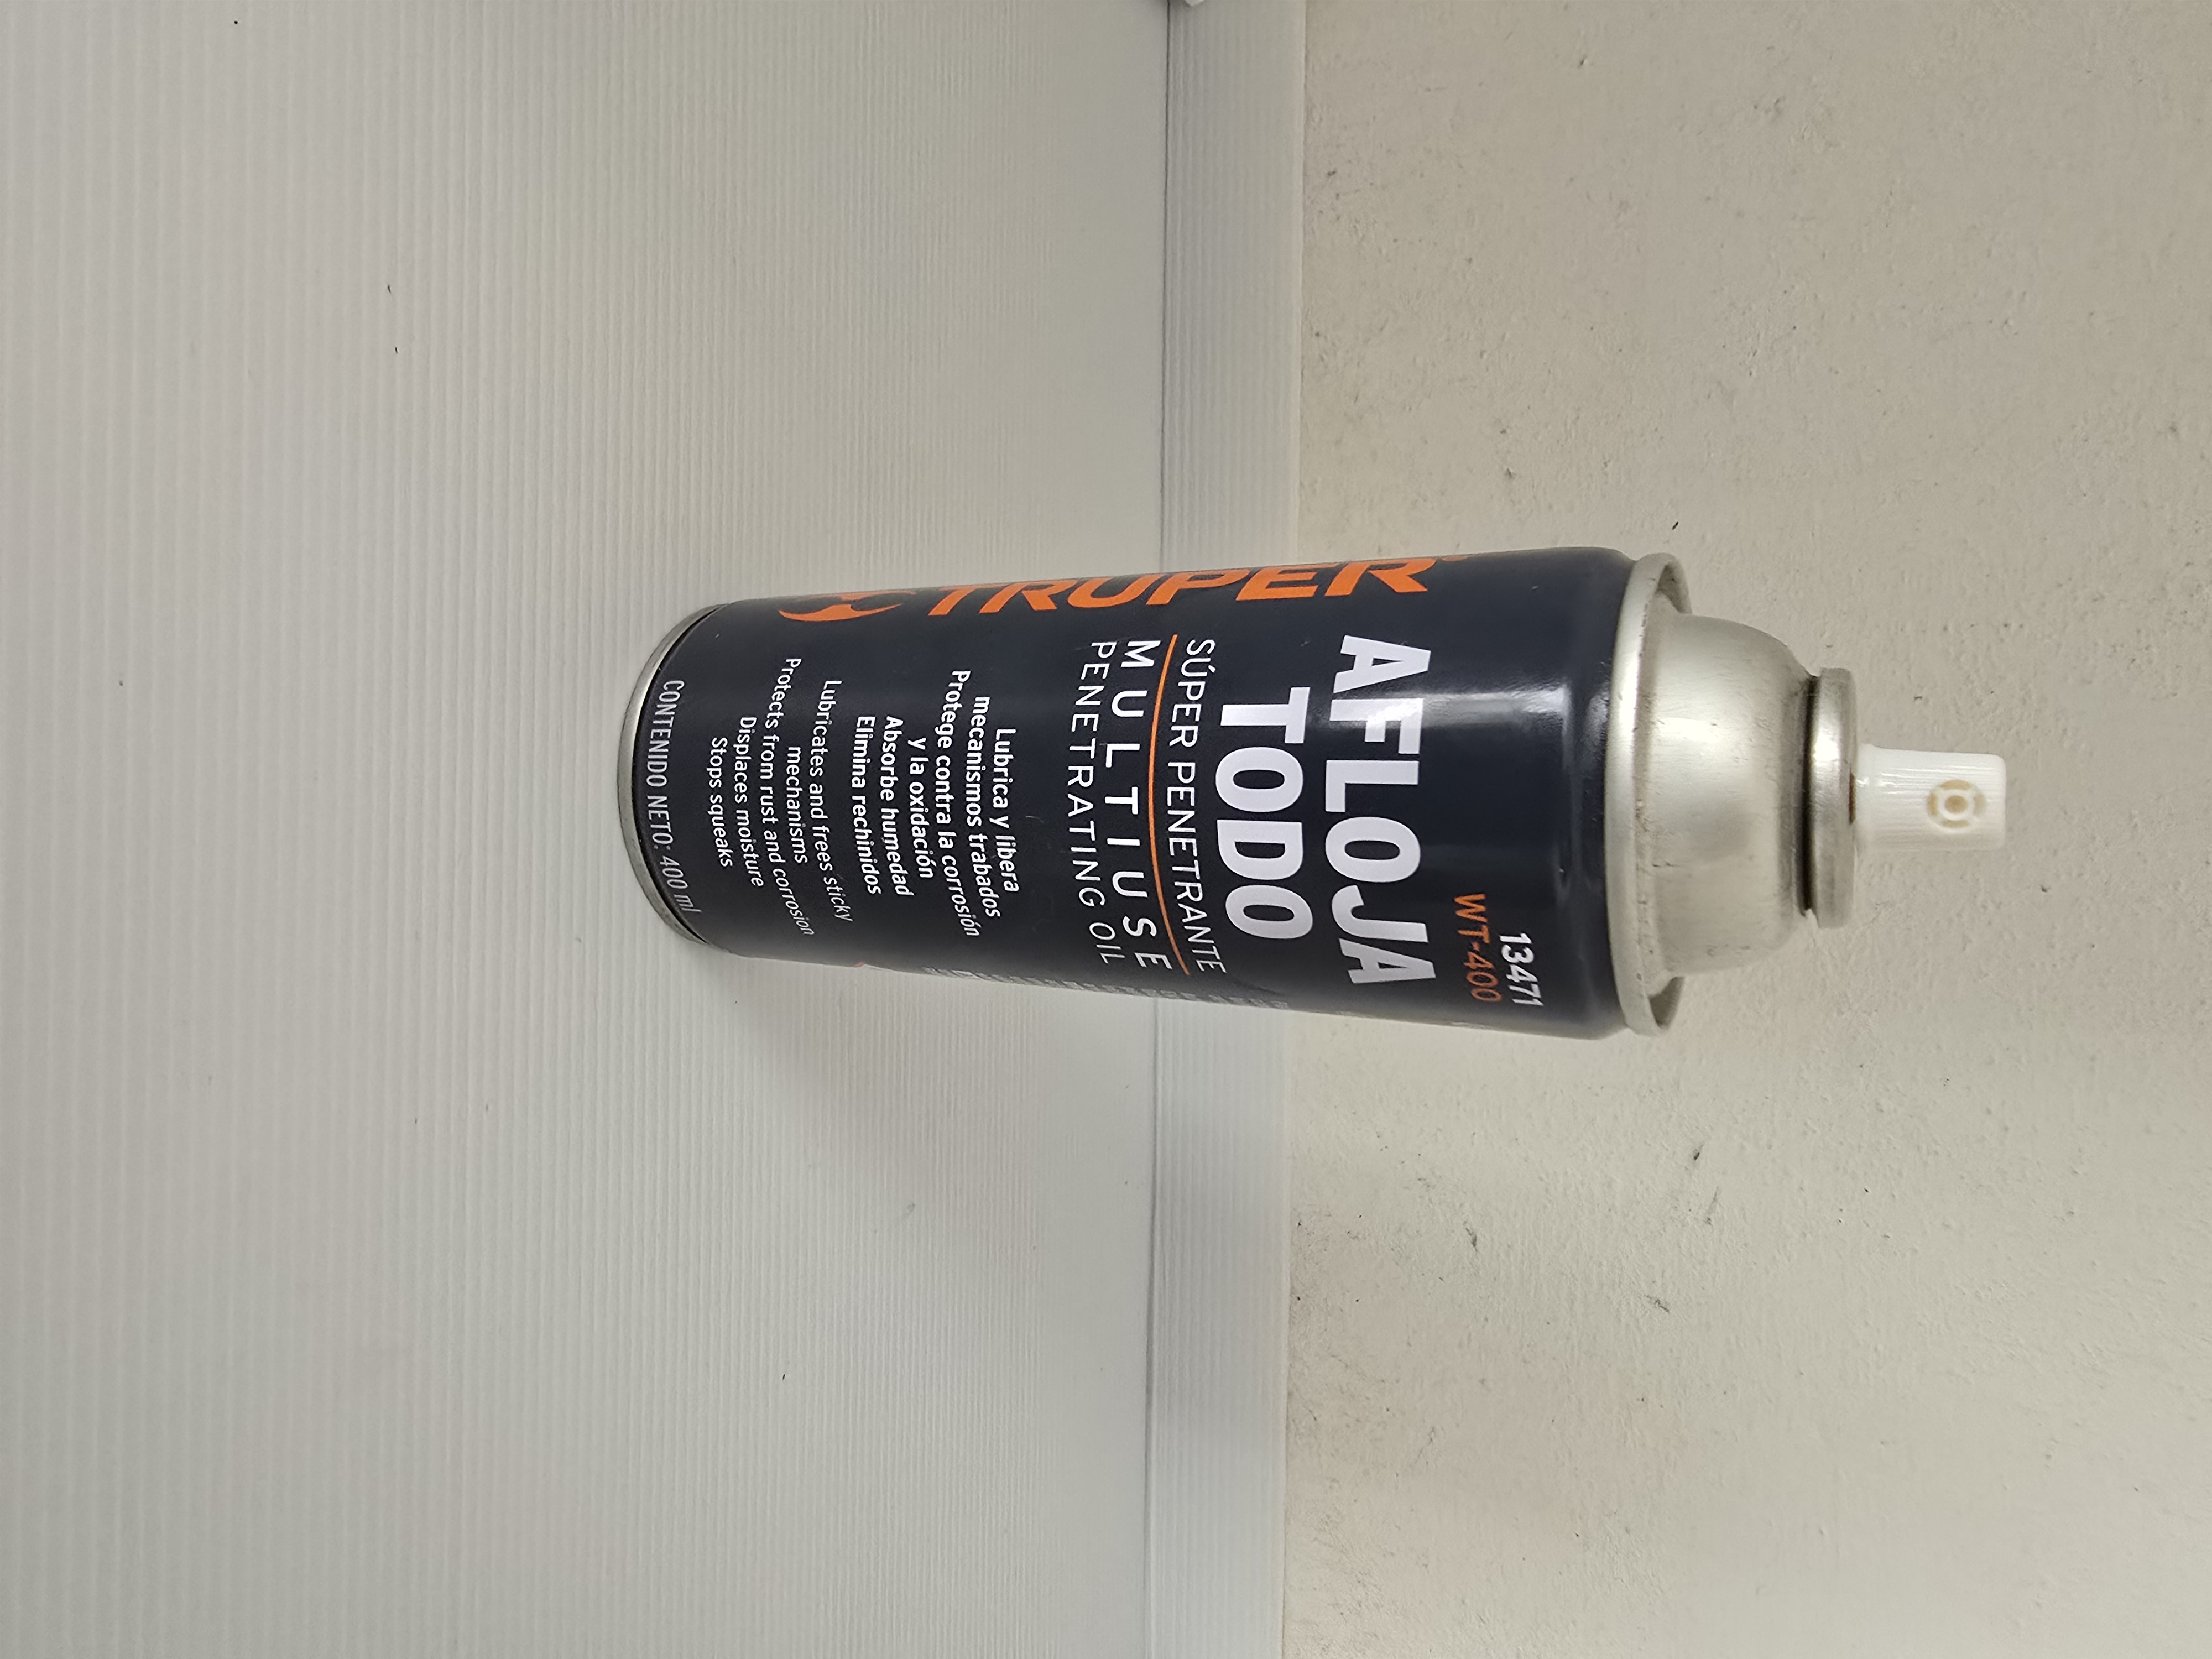 13471
WT-400
TRUPER
AFLOJA
TODO
SÚPER PENETRANTE
MULTIUSE
PENETRATING OIL
Lubrica y libera
mecanismos trabados
Protege contra la corrosión
y la oxidación
Absorbe humedad
Elimina rechinidos
Lubricates and frees sticky
mechanisms
Protects from rust and corrosion
Displaces moisture
Stops squeaks
CONTENIDO NETO: 400 ml